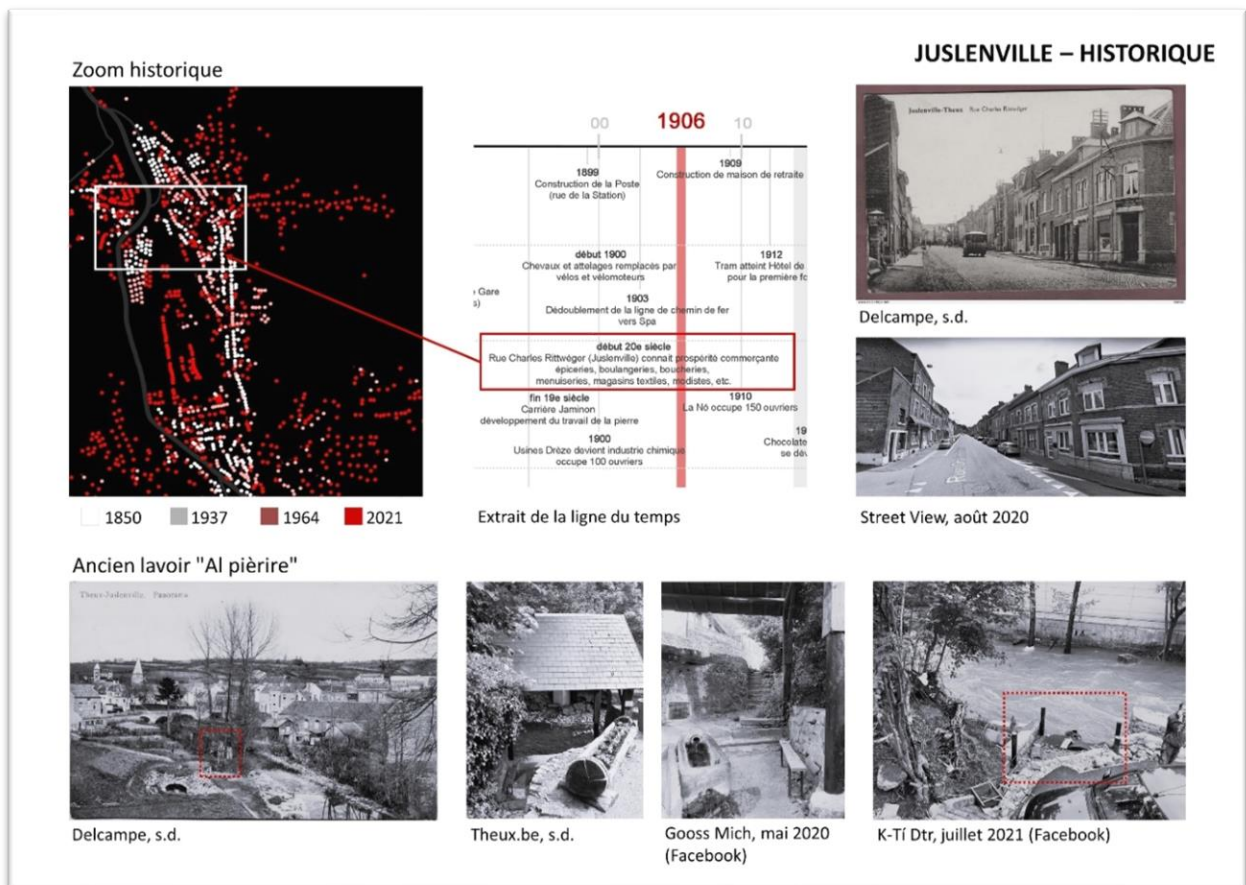 JUSLENVILLE – HISTORIQUE
Zoom historique
1850
1937
1964
2021
00
1906
10
1899
Construction de la Poste
(rue de la Station)
1909
Construction de maison de retraite
début 1900
Chevaux et attelages remplacés par
vélos et vélomoteurs
1912
Tram atteint Hôtel de
pour la première fo
Gare
s)
1903
Dédoublement de la ligne de chemin de fer
vers Spa
début 20e siècle
Rue Charles Rittwéger (Juslenville) connait prospérité commerçante
épiceries, boulangeries, boucheries,
menuiseries, magasins textiles, modistes, etc.
fin 19e siècle
Carrière Jaminon
développement du travail de la pierre
1910
La Nô occupe 150 ouvriers
1900
Usines Drèze devient industrie chimique
occupe 100 ouvriers
19
Chocolate
se dév
Extrait de la ligne du temps
Juslenville-Theux Rue Charles Rittwéger
Delcampe, s.d.
Street View, août 2020
Ancien lavoir "Al pièrire"
Theux-Juslenville. Panorama
Delcampe, s.d.
Theux.be, s.d.
Gooss Mich, mai 2020
(Facebook)
K-Tí Dtr, juillet 2021 (Facebook)